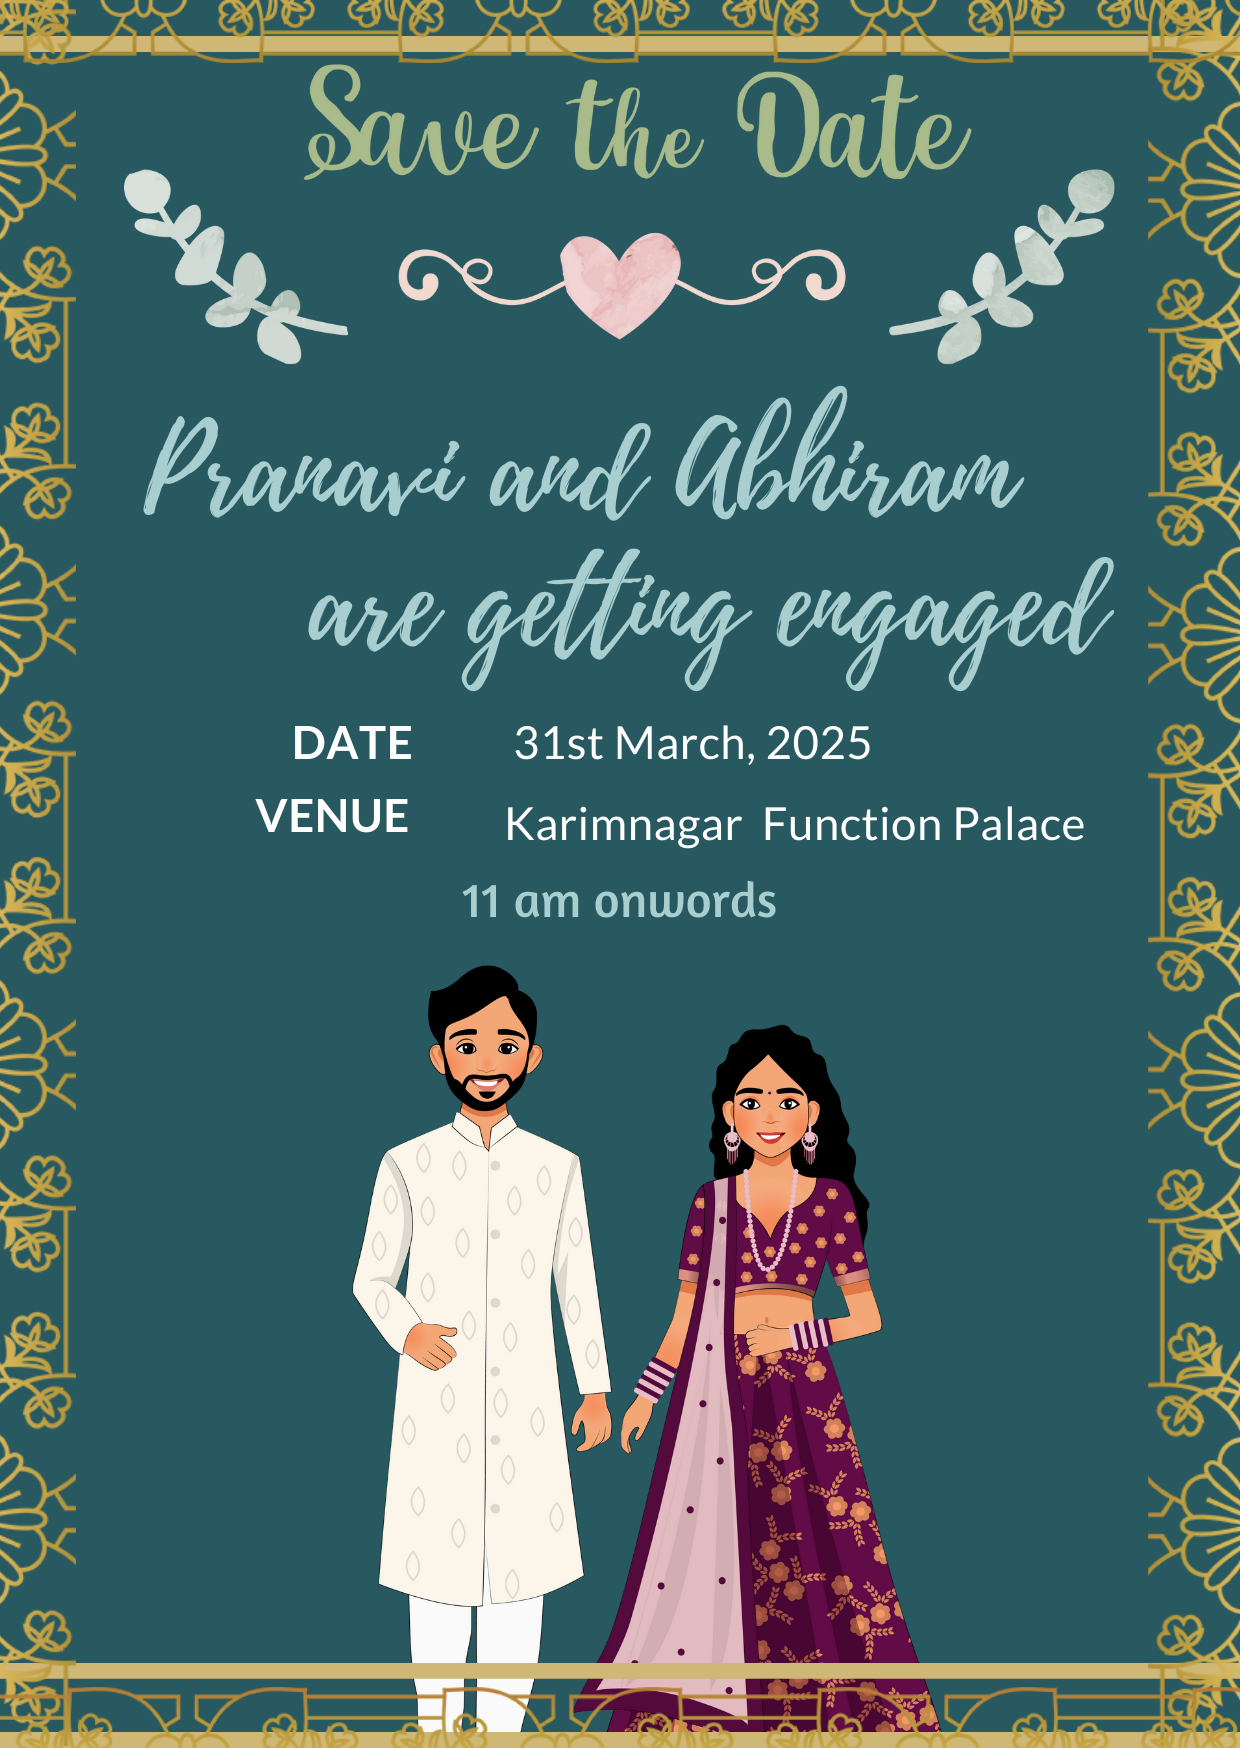 Save the Date
Pranavi and Abhiram
are getting engaged
DATE 31st March, 2025
VENUE Karimnagar Function Palace
11 am onwords